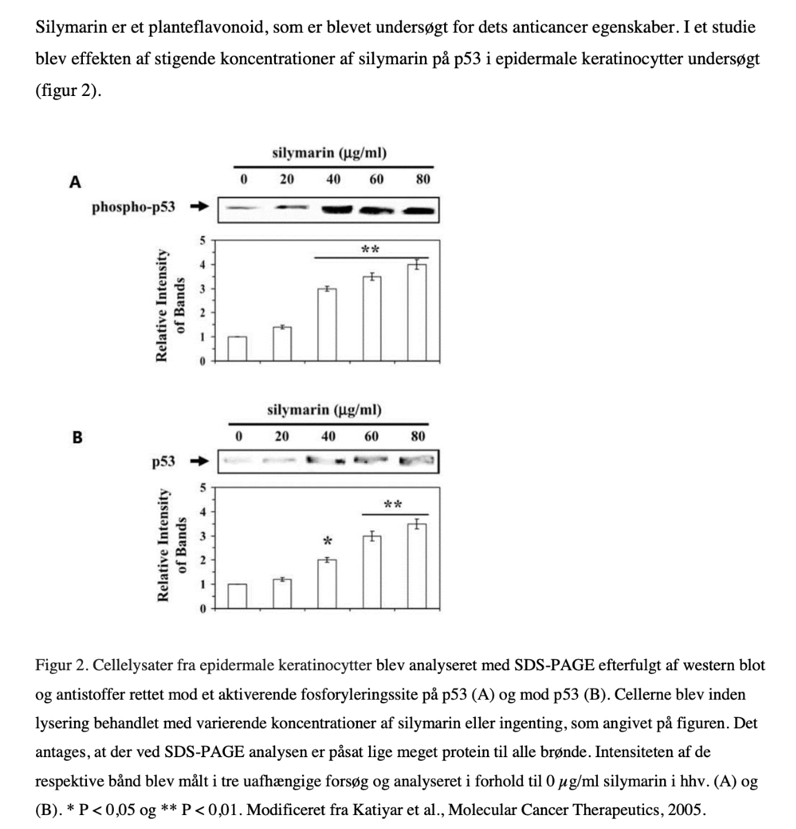 Silymarin er et planteflavonoid, som er blevet undersøgt for dets anticancer egenskaber. I et studie
blev effekten af stigende koncentrationer af silymarin på p53 i epidermale keratinocytter undersøgt
(figur 2).
silymarin (µg/ml)
A
0 20 40 60 80
phospho-p53
Relative Intensity
of Bands
5
4
3
2
1
0
**
silymarin (µg/ml)
B
0 20 40 60 80
p53
Relative Intensity
of Bands
5
4
3
2
1
0
*
**
Figur 2. Cellelysater fra epidermale keratinocytter blev analyseret med SDS-PAGE efterfulgt af western blot
og antistoffer rettet mod et aktiverende fosforyleringssite på p53 (A) og mod p53 (B). Cellerne blev inden
lysering behandlet med varierende koncentrationer af silymarin eller ingenting, som angivet på figuren. Det
antages, at der ved SDS-PAGE analysen er påsat lige meget protein til alle brønde. Intensiteten af de
respektive bånd blev målt i tre uafhængige forsøg og analyseret i forhold til 0 µg/ml silymarin i hhv. (A) og
(B). * P < 0,05 og ** P < 0,01. Modificeret fra Katiyar et al., Molecular Cancer Therapeutics, 2005.